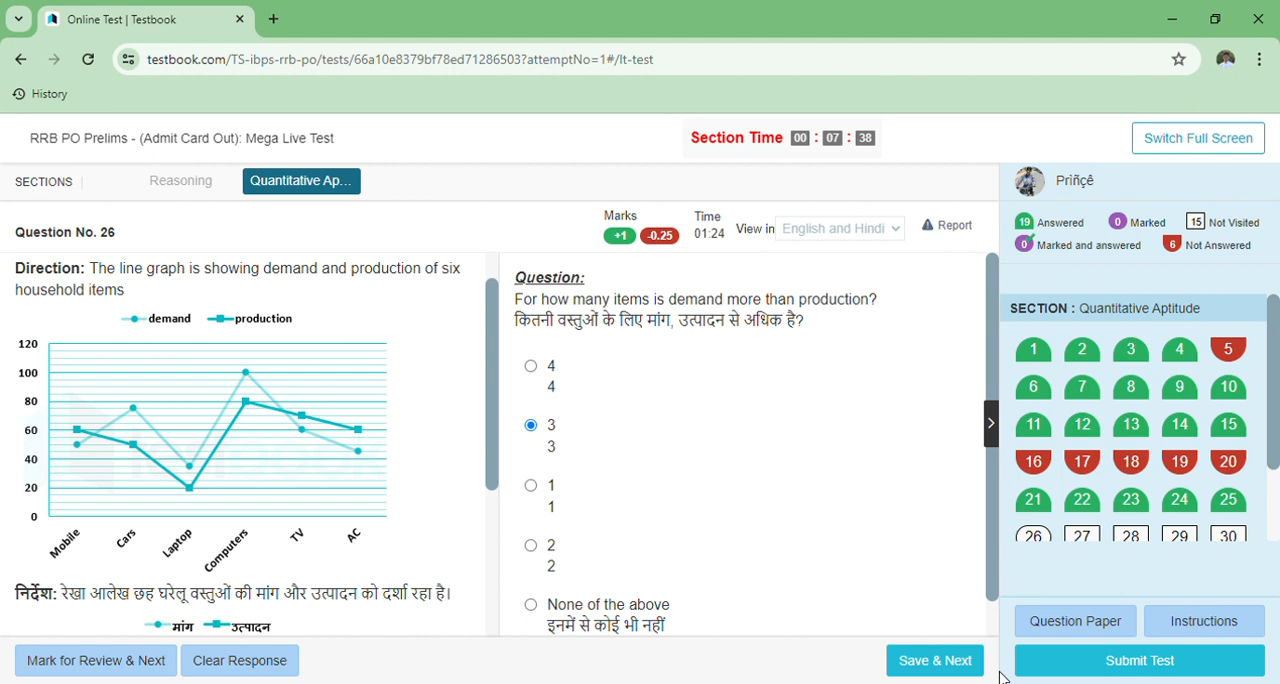 Online Test | Testbook
testbook.com/TS-ibps-rrb-po/tests/66a10e8379bf78ed71286503?attemptNo=1#/lt-test
History
RRB PO Prelims - (Admit Card Out): Mega Live Test
Section Time 00 : 07 : 38
Switch Full Screen
SECTIONS
Reasoning
Quantitative Ap...
Prìñçê
Question No. 26
Marks
+1 -0.25
Time
01:24
View in English and Hindi
Report
19 Answered 0 Marked 15 Not Visited
0 Marked and answered 6 Not Answered
Direction: The line graph is showing demand and production of six
household items
demand production
120
100
80
60
40
20
0
Mobile Cars Laptop Computers TV AC
निर्देश: रेखा आलेख छह घरेलू वस्तुओं की मांग और उत्पादन को दर्शा रहा है।
मांग उत्पादन
Question:
For how many items is demand more than production?
कितनी वस्तुओं के लिए मांग, उत्पादन से अधिक है?
4
4
3
3
1
1
2
2
None of the above
इनमें से कोई भी नहीं
SECTION : Quantitative Aptitude
1 2 3 4 5
6 7 8 9 10
11 12 13 14 15
16 17 18 19 20
21 22 23 24 25
26 27 28 29 30
Question Paper Instructions
Mark for Review & Next Clear Response Save & Next Submit Test